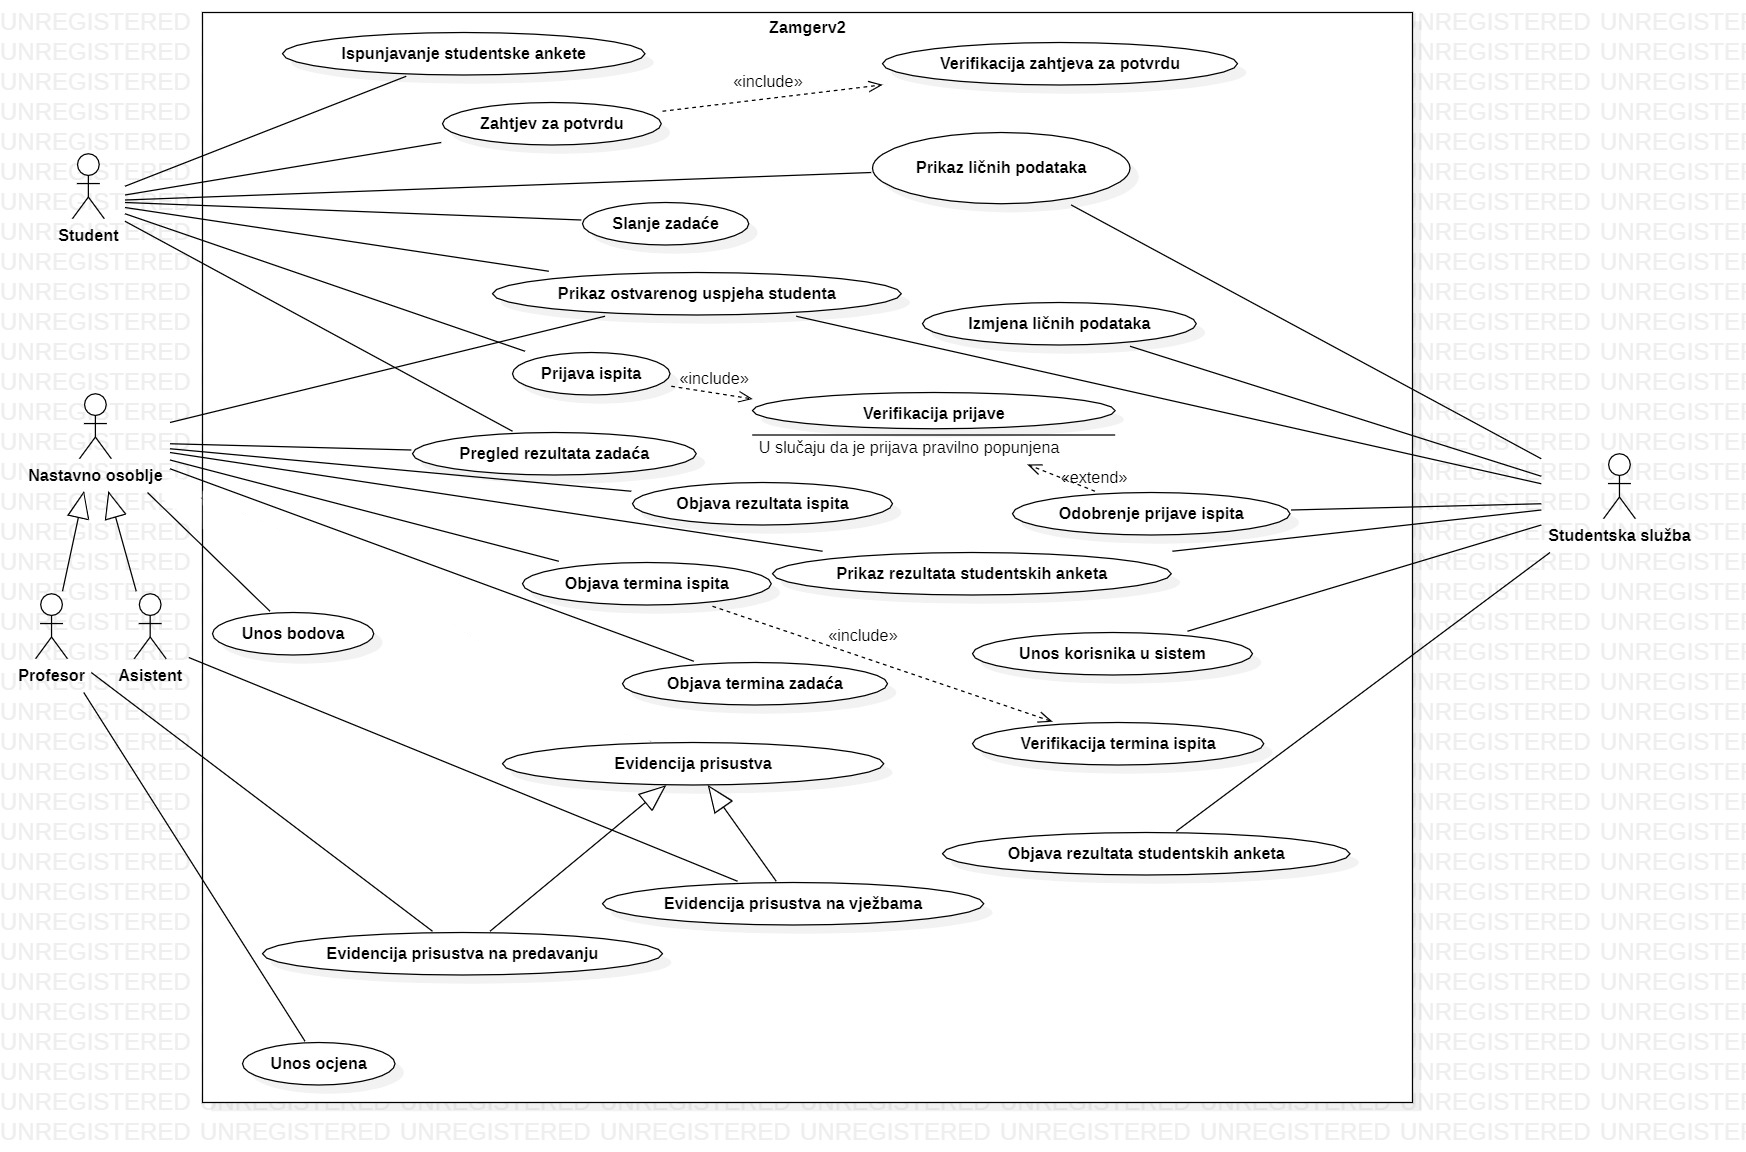 Zamgerv2
Ispunjavanje studentske ankete
Verifikacija zahtjeva za potvrdu
«include»
Zahtjev za potvrdu
Prikaz ličnih podataka
Slanje zadaće
Student
Prikaz ostvarenog uspjeha studenta
Izmjena ličnih podataka
Prijava ispita
«include»
Verifikacija prijave
U slučaju da je prijava pravilno popunjena
Pregled rezultata zadaća
Nastavno osoblje
«extend»
Objava rezultata ispita
Odobrenje prijave ispita
Studentska služba
Prikaz rezultata studentskih anketa
Objava termina ispita
Unos bodova
«include»
Unos korisnika u sistem
Profesor
Asistent
Objava termina zadaća
Verifikacija termina ispita
Evidencija prisustva
Objava rezultata studentskih anketa
Evidencija prisustva na vježbama
Evidencija prisustva na predavanju
Unos ocjena
UNREGISTERED UNREGISTERED UNREGISTERED UNREGISTERED UNREGISTERED UNREGISTERED UNREGISTERED UNREGISTERED